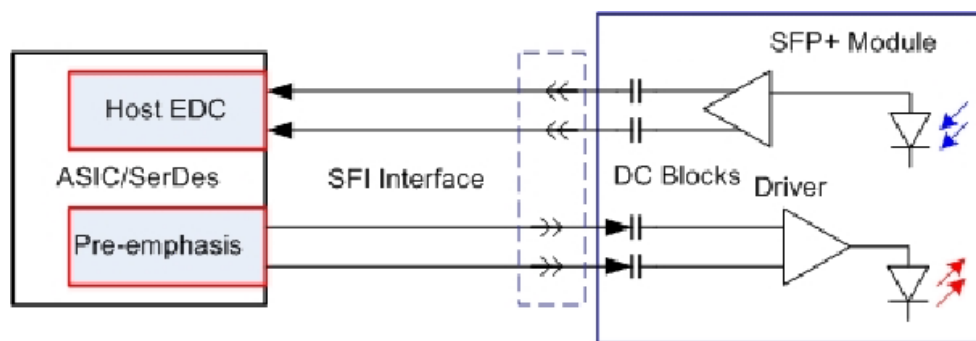 SFP+ Module
Host EDC
ASIC/SerDes
SFI Interface
DC Blocks
Driver
Pre-emphasis